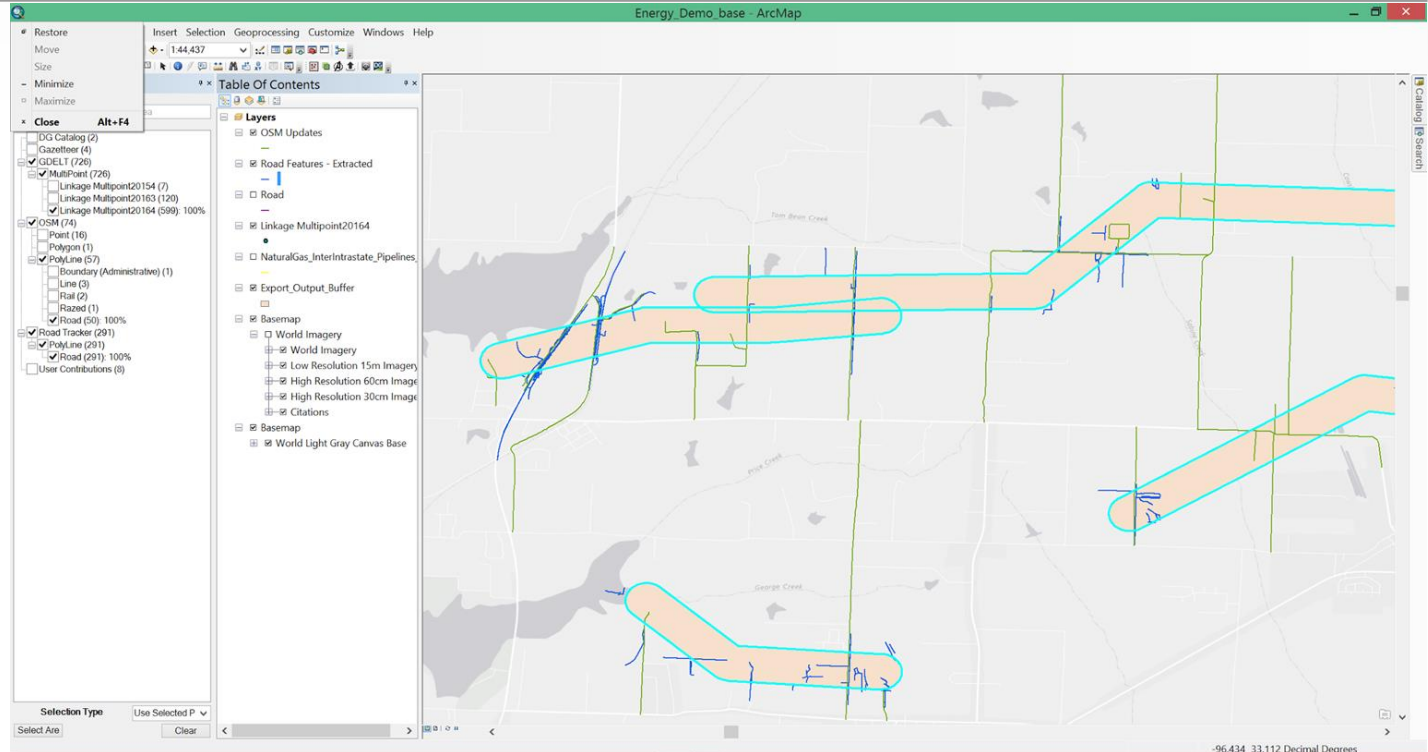 Energy_Demo_base - ArcMap
Restore
Move
Size
Minimize
Maximize
Close Alt+F4
Insert Selection Geoprocessing Customize Windows Help
1:44,437
Table Of Contents
DG Catalog (2)
Gazetteer (4)
GDELT (726)
MultiPoint (726)
Linkage Multipoint20154 (7)
Linkage Multipoint20163 (120)
Linkage Multipoint20164 (599): 100%
OSM (74)
Point (16)
Polygon (1)
PolyLine (57)
Boundary (Administrative) (1)
Line (3)
Rail (2)
Razed (1)
Road (50): 100%
Road Tracker (291)
PolyLine (291)
Road (291): 100%
User Contributions (8)
Selection Type
Use Selected P
Select Are
Clear
Layers
OSM Updates
Road Features - Extracted
Road
Linkage Multipoint20164
NaturalGas_InterIntrastate_Pipelines_
Export_Output_Buffer
Basemap
World Imagery
World Imagery
Low Resolution 15m Imagery
High Resolution 60cm Image
High Resolution 30cm Image
Citations
Basemap
World Light Gray Canvas Base
Tom Bean Creek
Price Creek
George Creek
Catalog
Search
-96.434 33.112 Decimal Degrees